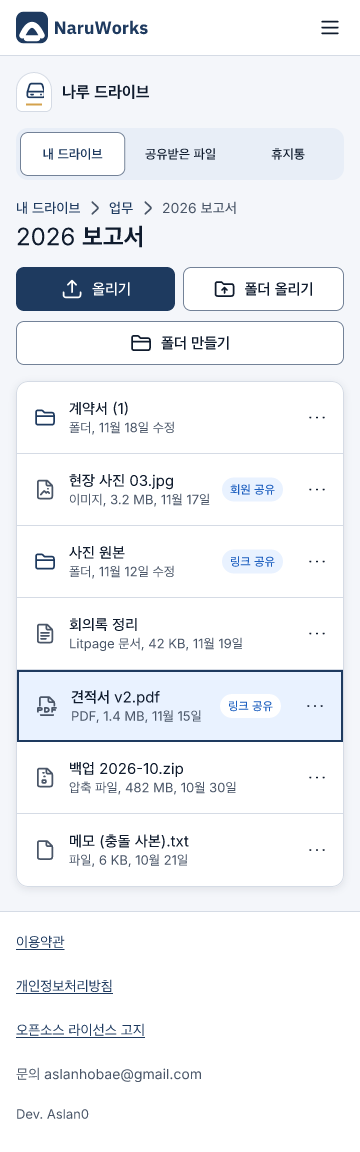 NaruWorks
나루 드라이브
내 드라이브 공유받은 파일 휴지통
내 드라이브 업무 2026 보고서
2026 보고서
올리기 폴더 올리기
폴더 만들기
계약서 (1)
폴더, 11월 18일 수정
현장 사진 03.jpg
이미지, 3.2 MB, 11월 17일
회원 공유
사진 원본
폴더, 11월 12일 수정
링크 공유
회의록 정리
Litpage 문서, 42 KB, 11월 19일
PDF
견적서 v2.pdf
PDF, 1.4 MB, 11월 15일
링크 공유
백업 2026-10.zip
압축 파일, 482 MB, 10월 30일
메모 (충돌 사본).txt
파일, 6 KB, 10월 21일
이용약관
개인정보처리방침
오픈소스 라이선스 고지
문의 aslanhobae@gmail.com
Dev. Aslan0